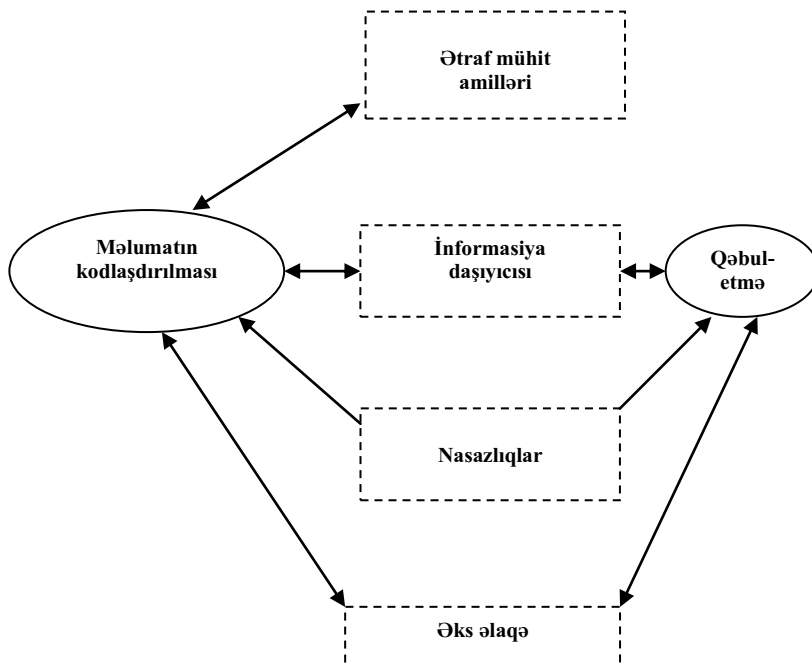 Ətraf mühit
amilləri
Məlumatın
kodlaşdırılması
İnformasiya
daşıyıcısı
Qəbul-
etmə
Nasazlıqlar
Əks əlaqə